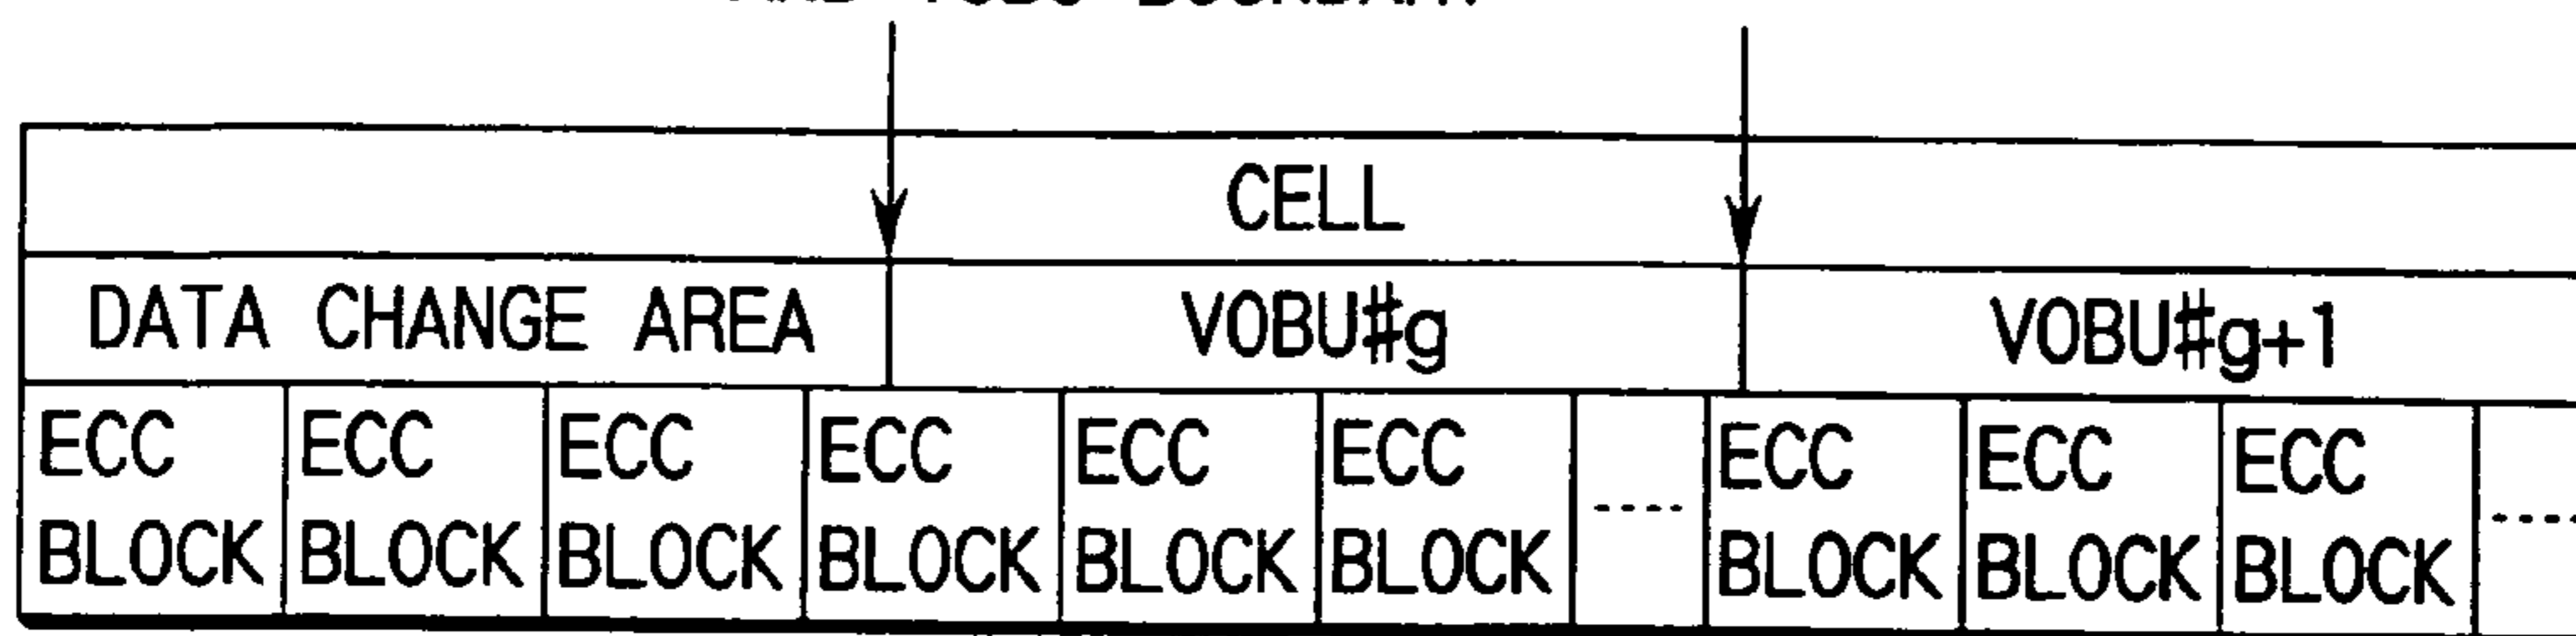 CELL
DATA CHANGE AREA VOBU#g VOBU#g+1
ECC ECC ECC ECC ECC ECC ECC ECC ECC
BLOCK BLOCK BLOCK BLOCK BLOCK BLOCK ----- BLOCK BLOCK BLOCK ----